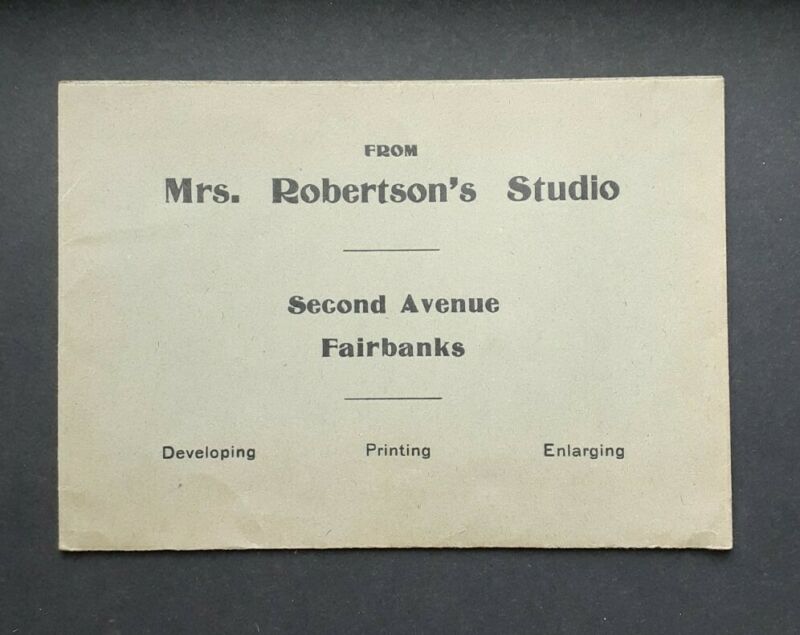 FROM
Mrs. Robertson's Studio
Second Avenue
Fairbanks
Developing Printing Enlarging